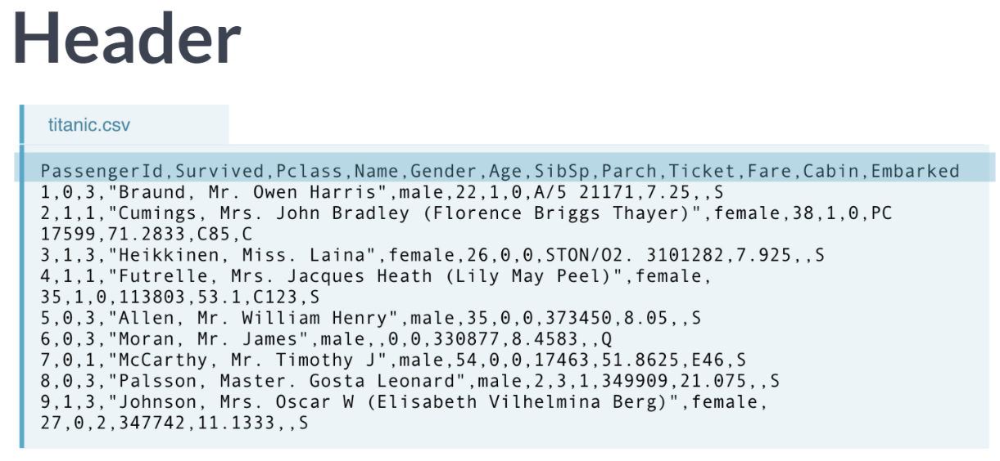 Header
titanic.csv
PassengerId,Survived,Pclass,Name,Gender,Age,SibSp,Parch,Ticket,Fare,Cabin,Embarked
1,0,3,"Braund, Mr. Owen Harris",male,22,1,0,A/5 21171,7.25,,S
2,1,1,"Cumings, Mrs. John Bradley (Florence Briggs Thayer)",female,38,1,0,PC
17599,71.2833,C85,C
3,1,3,"Heikkinen, Miss. Laina",female,26,0,0,STON/O2. 3101282,7.925,,S
4,1,1,"Futrelle, Mrs. Jacques Heath (Lily May Peel)",female,
35,1,0,113803,53.1,C123,S
5,0,3,"Allen, Mr. William Henry",male,35,0,0,373450,8.05,,S
6,0,3,"Moran, Mr. James",male,,0,0,330877,8.4583,,Q
7,0,1,"McCarthy, Mr. Timothy J",male,54,0,0,17463,51.8625,E46,S
8,0,3,"Palsson, Master. Gosta Leonard",male,2,3,1,349909,21.075,,S
9,1,3,"Johnson, Mrs. Oscar W (Elisabeth Vilhelmina Berg)",female,
27,0,2,347742,11.1333,,S